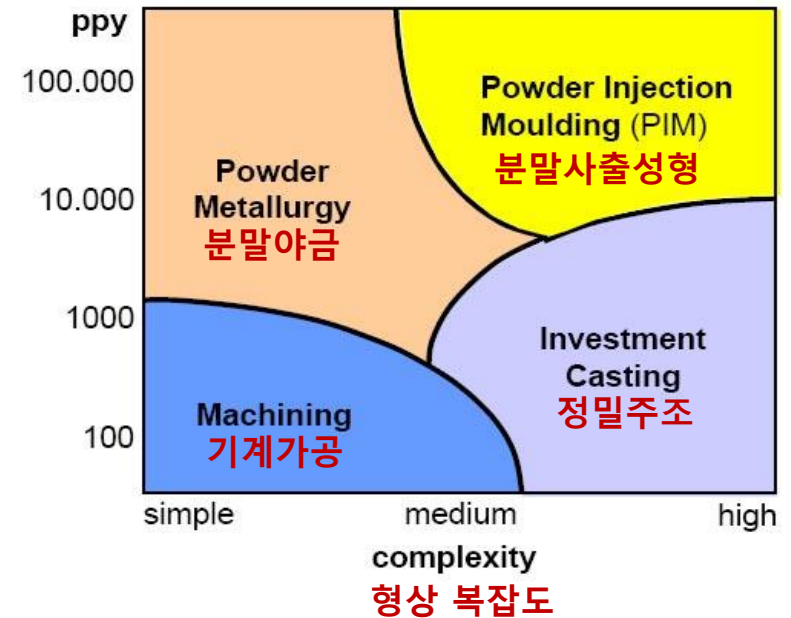 ppy
100.000
10.000
1000
100
Powder Injection
Moulding (PIM)
분말사출성형
Powder
Metallurgy
분말야금
Investment
Casting
정밀주조
Machining
기계가공
simple
medium
high
complexity
형상 복잡도